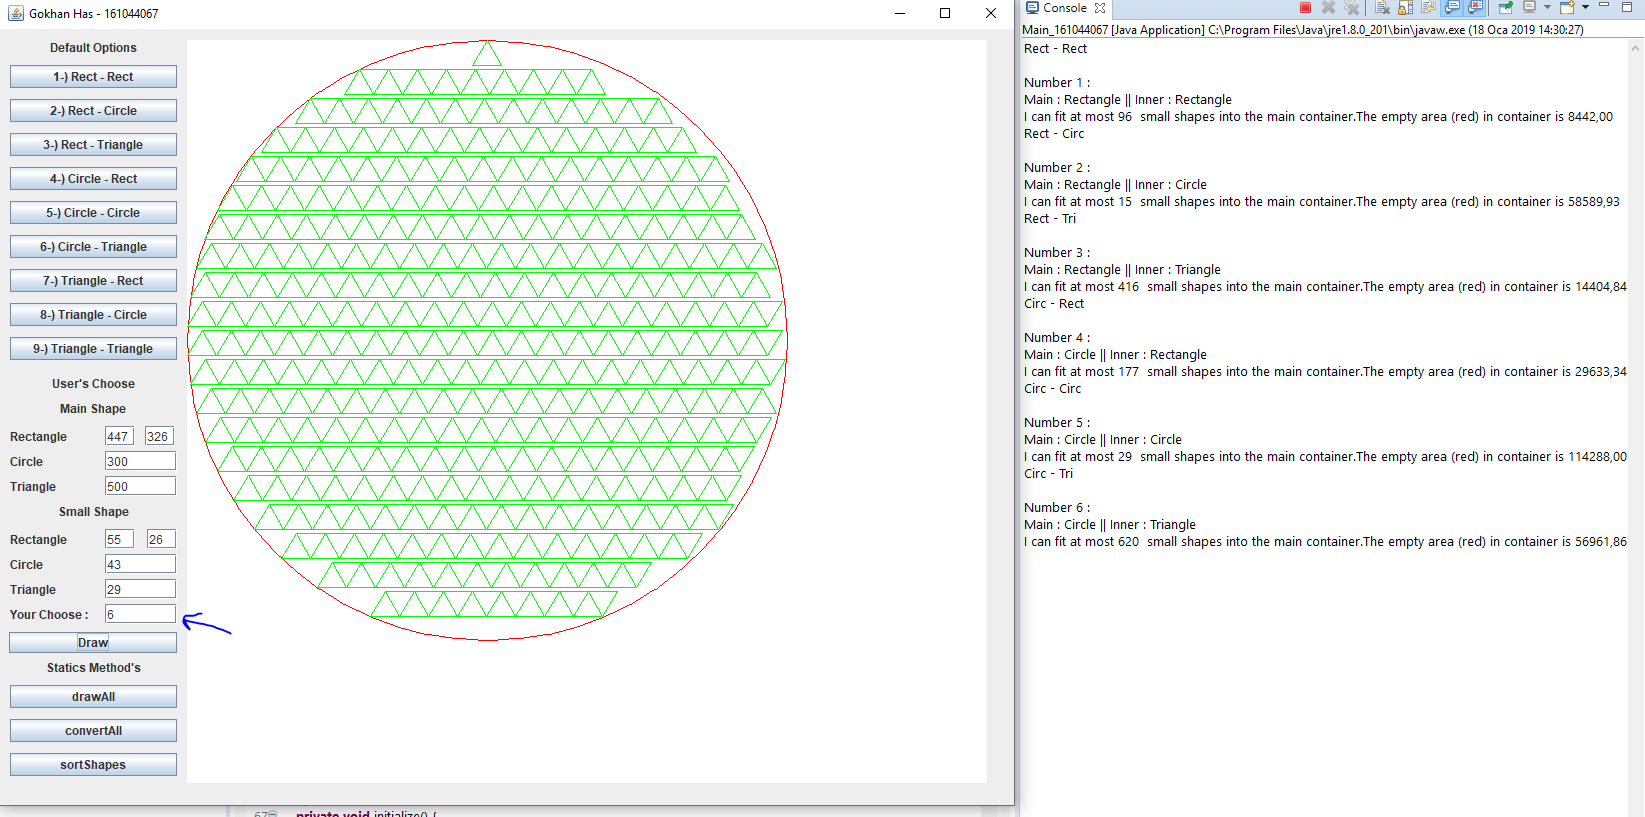 Gokhan Has - 161044067
Default Options
1-) Rect - Rect
2-) Rect - Circle
3-) Rect - Triangle
4-) Circle - Rect
5-) Circle - Circle
6-) Circle - Triangle
7-) Triangle - Rect
8-) Triangle - Circle
9-) Triangle - Triangle
User's Choose
Main Shape
Rectangle 447 326
Circle 300
Triangle 500
Small Shape
Rectangle 55 26
Circle 43
Triangle 29
Your Choose : 6
Draw
Statics Method's
drawAll
convertAll
sortShapes
67 private void initialize() {
Console
Main_161044067 [Java Application] C:\Program Files\Java\jre1.8.0_201\bin\javaw.exe (18 Oca 2019 14:30:27)
Rect - Rect
Number 1 :
Main : Rectangle || Inner : Rectangle
I can fit at most 96  small shapes into the main container.The empty area (red) in container is 8442,00
Rect - Circ
Number 2 :
Main : Rectangle || Inner : Circle
I can fit at most 15  small shapes into the main container.The empty area (red) in container is 58589,93
Rect - Tri
Number 3 :
Main : Rectangle || Inner : Triangle
I can fit at most 416  small shapes into the main container.The empty area (red) in container is 14404,84
Circ - Rect
Number 4 :
Main : Circle || Inner : Rectangle
I can fit at most 177  small shapes into the main container.The empty area (red) in container is 29633,34
Circ - Circ
Number 5 :
Main : Circle || Inner : Circle
I can fit at most 29  small shapes into the main container.The empty area (red) in container is 114288,00
Circ - Tri
Number 6 :
Main : Circle || Inner : Triangle
I can fit at most 620  small shapes into the main container.The empty area (red) in container is 56961,86